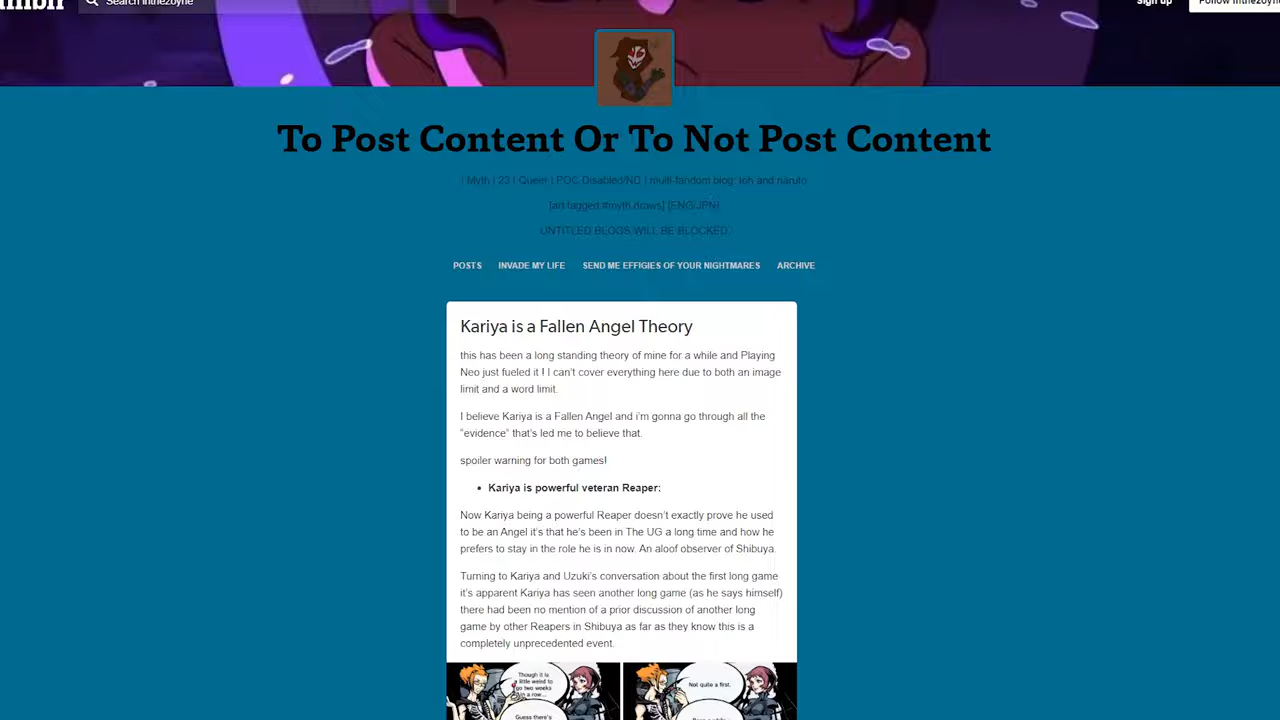 Search inthezoyne
Sign up
Follow inthezoyne
To Post Content Or To Not Post Content
| Myth | 23 | Queer | POC Disabled/ND | multi-fandom blog: toh and naruto
[art tagged #myth draws] [ENG/JPN]
UNTITLED BLOGS WILL BE BLOCKED.
POSTS INVADE MY LIFE SEND ME EFFIGIES OF YOUR NIGHTMARES ARCHIVE
Kariya is a Fallen Angel Theory
this has been a long standing theory of mine for a while and Playing
Neo just fueled it ! I can't cover everything here due to both an image
limit and a word limit.
I believe Kariya is a Fallen Angel and i'm gonna go through all the
"evidence" that's led me to believe that.
spoiler warning for both games!
• Kariya is powerful veteran Reaper:
Now Kariya being a powerful Reaper doesn't exactly prove he used
to be an Angel it's that he's been in The UG a long time and how he
prefers to stay in the role he is in now. An aloof observer of Shibuya.
Turning to Kariya and Uzuki's conversation about the first long game
it's apparent Kariya has seen another long game (as he says himself)
there had been no mention of a prior discussion of another long
game by other Reapers in Shibuya as far as they know this is a
completely unprecedented event.
Though it is
a little weird to
go two weeks
in a row...
Guess there's
Not quite a first.